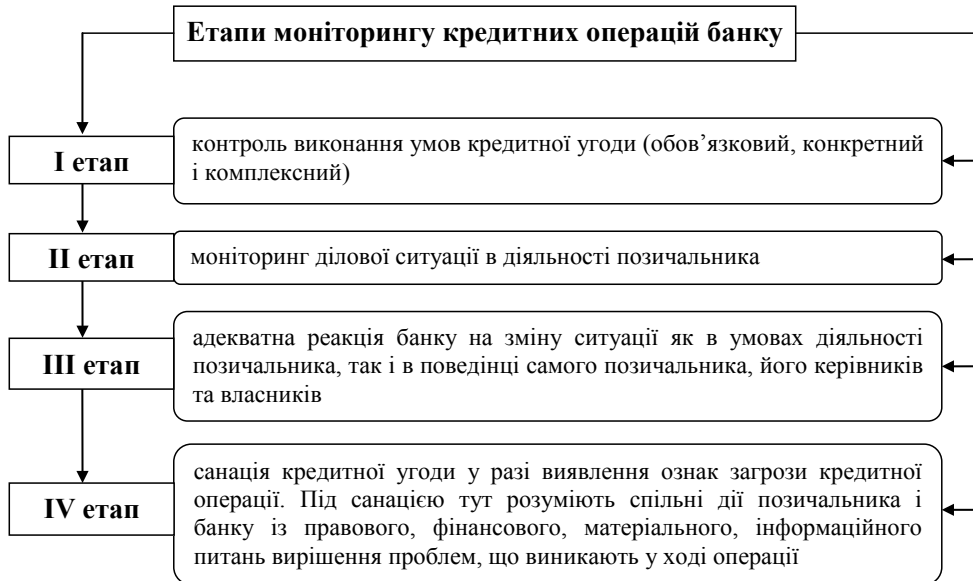 Етапи моніторингу кредитних операцій банку
І етап
контроль виконання умов кредитної угоди (обов’язковий, конкретний
і комплексний)
ІІ етап
моніторинг ділової ситуації в діяльності позичальника
ІІІ етап
адекватна реакція банку на зміну ситуації як в умовах діяльності
позичальника, так і в поведінці самого позичальника, його керівників
та власників
IV етап
санація кредитної угоди у разі виявлення ознак загрози кредитної
операції. Під санацією тут розуміють спільні дії позичальника і
банку із правового, фінансового, матеріального, інформаційного
питань вирішення проблем, що виникають у ході операції